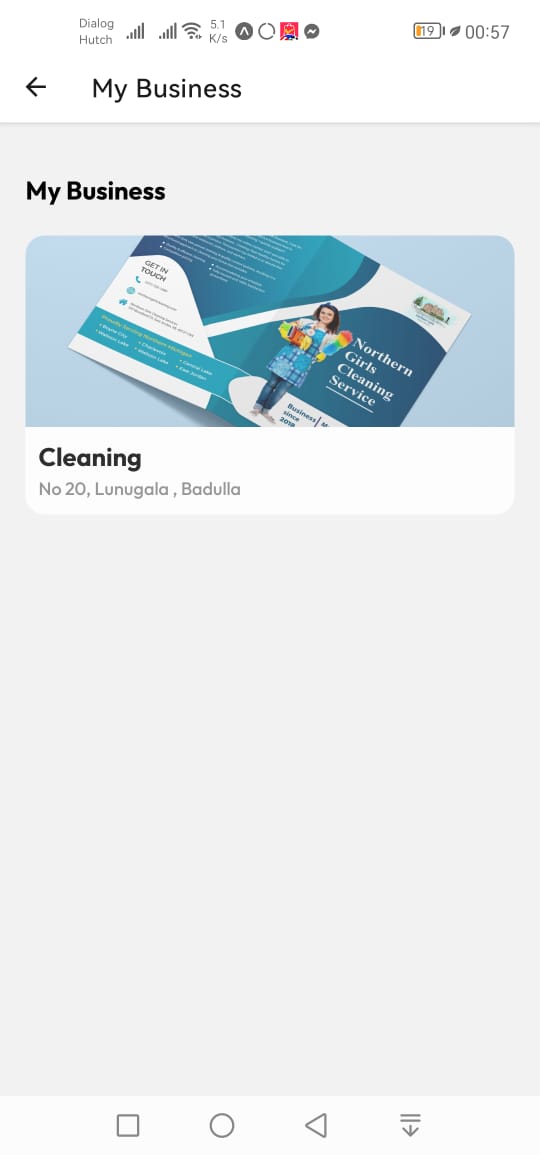 Dialog
Hutch
5.1
K/s
19
00:57
My Business
My Business
GET IN
TOUCH
Proudly Serving Northern Michigan
• Boyne City
• Charlevoix
• Central Lake
• Walloon Lake
• East Jordan
Northern
Girls
Cleaning
Service
Business
since
2018
Cleaning
No 20, Lunugala , Badulla